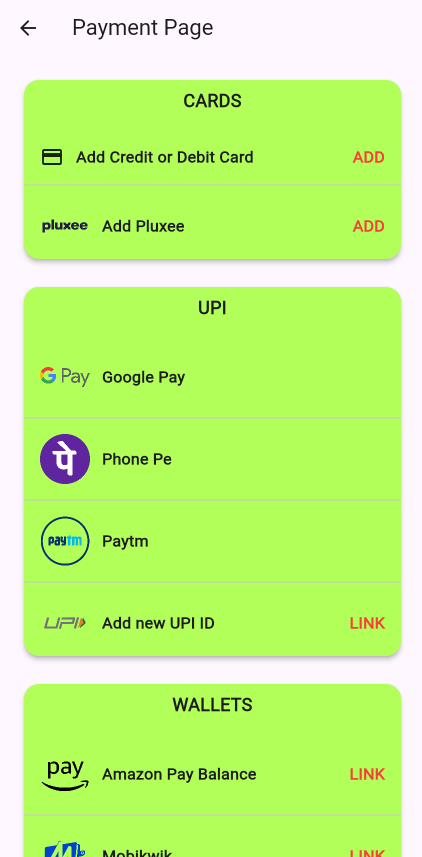 Payment Page
CARDS
Add Credit or Debit Card ADD
pluxee Add Pluxee ADD
UPI
G Pay Google Pay
पे Phone Pe
paytm Paytm
UPI Add new UPI ID LINK
WALLETS
pay Amazon Pay Balance LINK
Mobikwik LINK